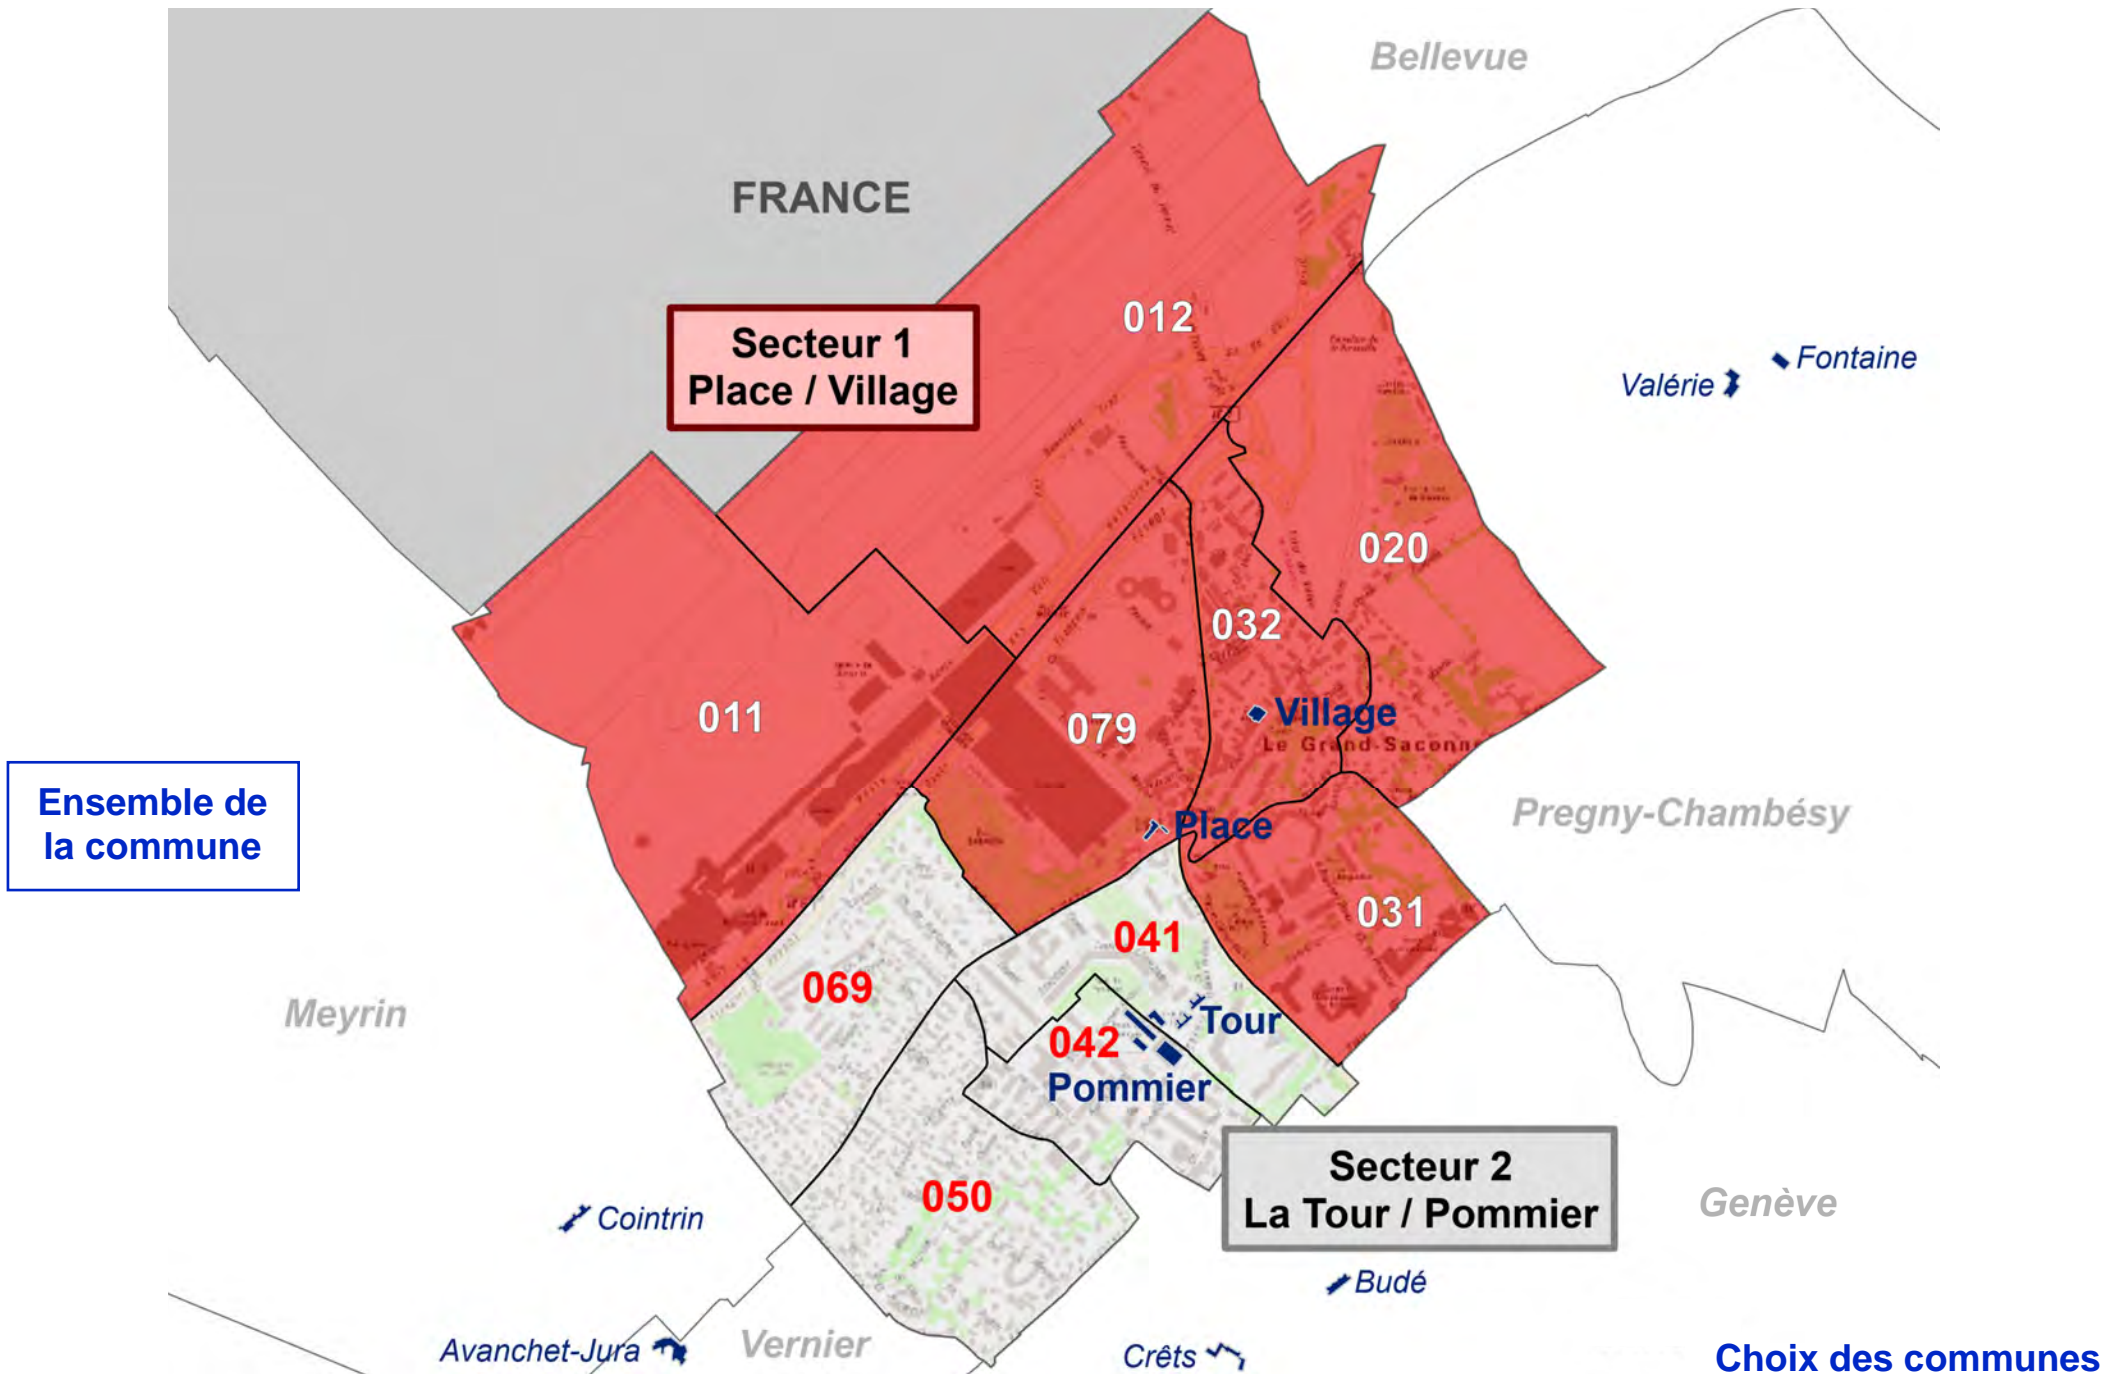 Bellevue
FRANCE
012
Secteur 1
Place / Village
Fontaine
Valérie
020
032
011
079
Village
Le Grand-Saconn
Ensemble de
la commune
Place
Pregny-Chambésy
031
041
069
Meyrin
Tour
042
Pommier
Secteur 2
La Tour / Pommier
050
Genève
Cointrin
Budé
Avanchet-Jura
Vernier
Crêts
Choix des communes